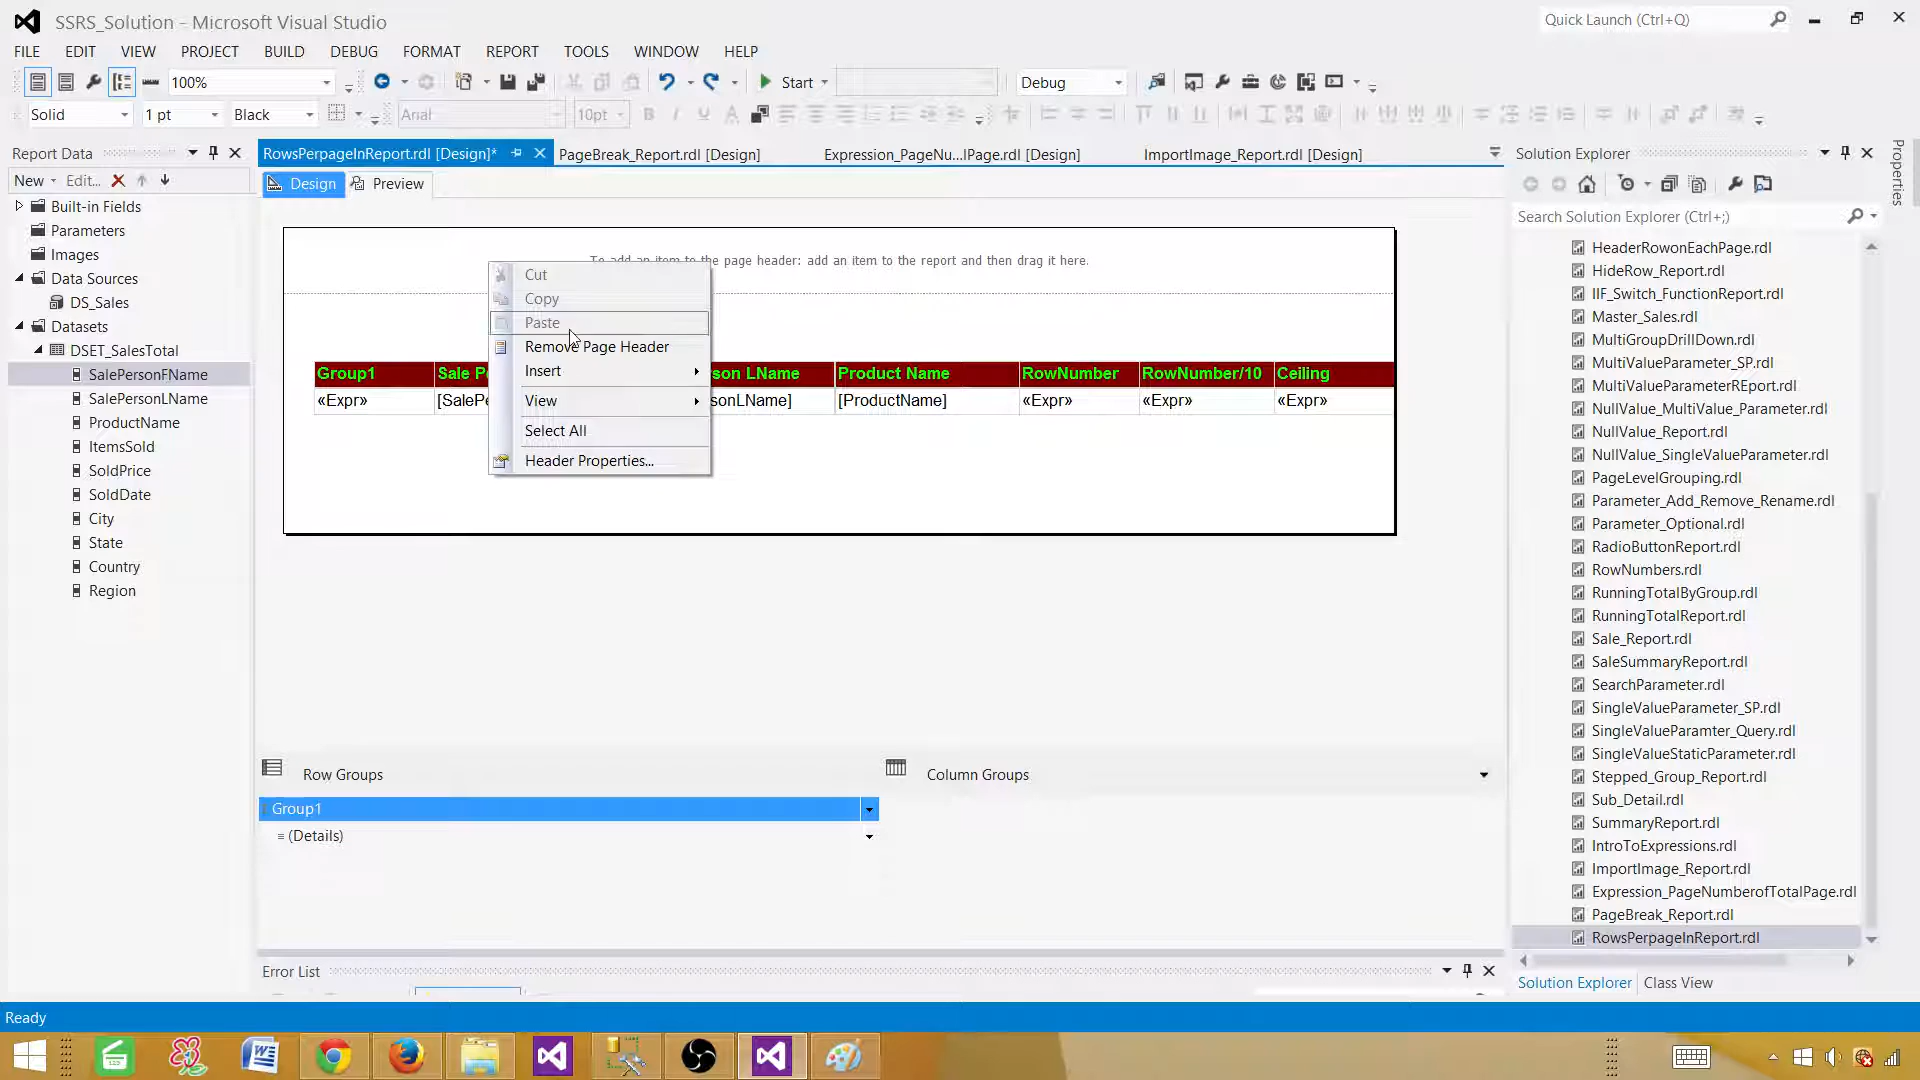 SSRS_Solution - Microsoft Visual Studio
Quick Launch (Ctrl+Q)
FILE EDIT VIEW PROJECT BUILD DEBUG FORMAT REPORT TOOLS WINDOW HELP
100% Start Debug
Solid 1 pt Black Arial 10pt B I U A
Report Data
RowsPerpageInReport.rdl [Design]* PageBreak_Report.rdl [Design] Expression_PageNu...lPage.rdl [Design] ImportImage_Report.rdl [Design]
Solution Explorer
Properties
New Edit...
Design Preview
Search Solution Explorer (Ctrl+;)
Built-in Fields
Parameters
Images
Data Sources
DS_Sales
Datasets
DSET_SalesTotal
SalePersonFName
SalePersonLName
ProductName
ItemsSold
SoldPrice
SoldDate
City
State
Country
Region
To add an item to the page header: add an item to the report and then drag it here.
Group1 Sale P son LName Product Name RowNumber RowNumber/10 Ceiling
«Expr» [SalePe sonLName] [ProductName] «Expr» «Expr» «Expr»
Cut
Copy
Paste
Remove Page Header
Insert
View
Select All
Header Properties...
Row Groups
Column Groups
Group1
(Details)
Error List
HeaderRowonEachPage.rdl
HideRow_Report.rdl
IIF_Switch_FunctionReport.rdl
Master_Sales.rdl
MultiGroupDrillDown.rdl
MultiValueParameter_SP.rdl
MultiValueParameterREport.rdl
NullValue_MultiValue_Parameter.rdl
NullValue_Report.rdl
NullValue_SingleValueParameter.rdl
PageLevelGrouping.rdl
Parameter_Add_Remove_Rename.rdl
Parameter_Optional.rdl
RadioButtonReport.rdl
RowNumbers.rdl
RunningTotalByGroup.rdl
RunningTotalReport.rdl
Sale_Report.rdl
SaleSummaryReport.rdl
SearchParameter.rdl
SingleValueParameter_SP.rdl
SingleValueParamter_Query.rdl
SingleValueStaticParameter.rdl
Stepped_Group_Report.rdl
Sub_Detail.rdl
SummaryReport.rdl
IntroToExpressions.rdl
ImportImage_Report.rdl
Expression_PageNumberofTotalPage.rdl
PageBreak_Report.rdl
RowsPerpageInReport.rdl
Solution Explorer Class View
Ready